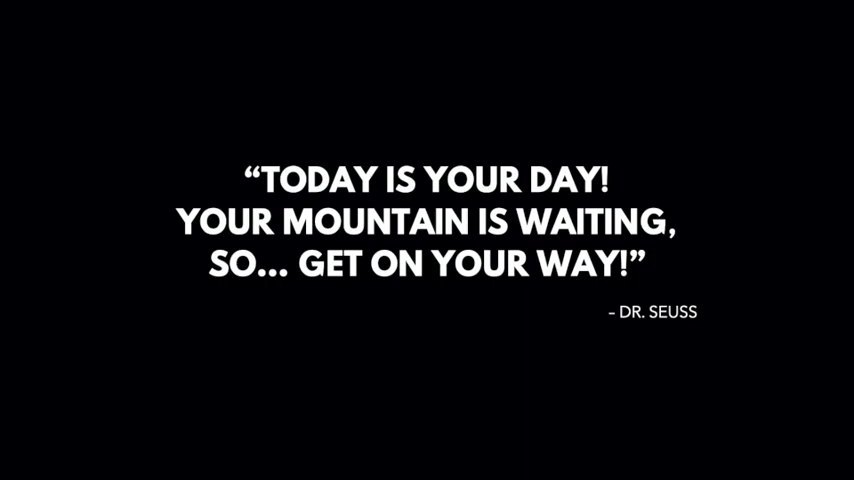 “TODAY IS YOUR DAY!
YOUR MOUNTAIN IS WAITING,
SO... GET ON YOUR WAY!”
– DR. SEUSS